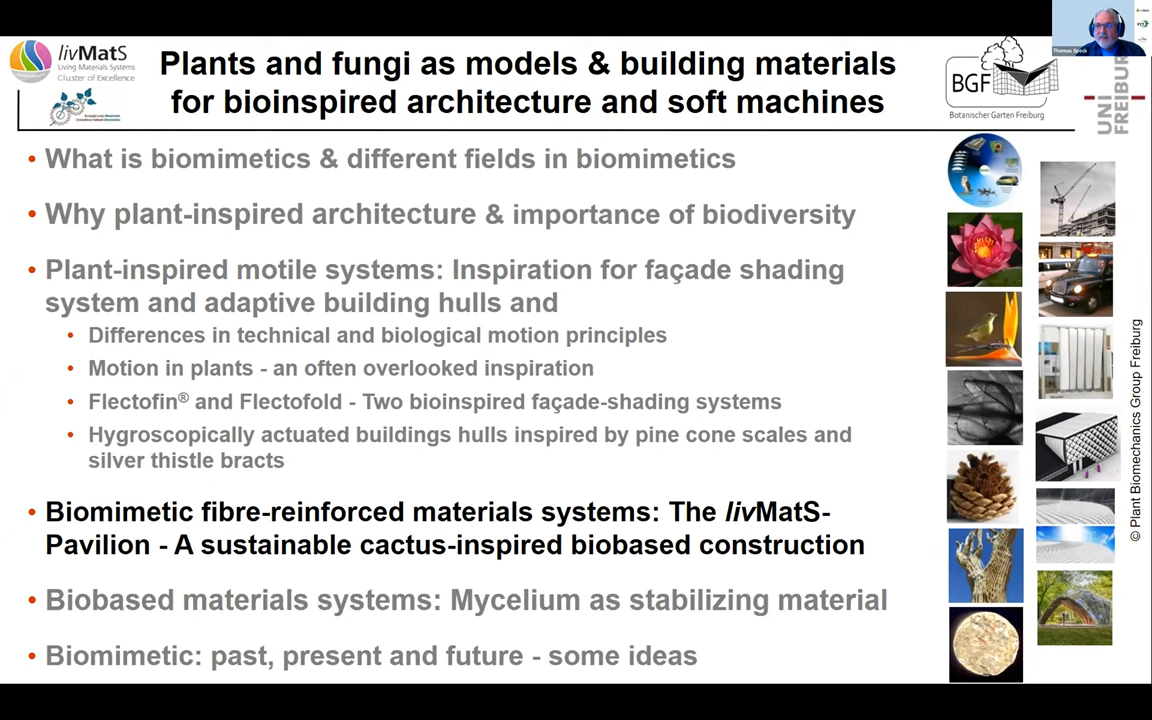 livMatS
Living Materials Systems
Cluster of Excellence
Plants and fungi as models & building materials
for bioinspired architecture and soft machines
BGF
Botanischer Garten Freiburg
UNI
FREIBURG
Thomas Speck
• What is biomimetics & different fields in biomimetics
• Why plant-inspired architecture & importance of biodiversity
• Plant-inspired motile systems: Inspiration for façade shading
system and adaptive building hulls and
• Differences in technical and biological motion principles
• Motion in plants - an often overlooked inspiration
• Flectofin® and Flectofold - Two bioinspired façade-shading systems
• Hygroscopically actuated buildings hulls inspired by pine cone scales and
silver thistle bracts
• Biomimetic fibre-reinforced materials systems: The livMatS-
Pavilion - A sustainable cactus-inspired biobased construction
• Biobased materials systems: Mycelium as stabilizing material
• Biomimetic: past, present and future - some ideas
© Plant Biomechanics Group Freiburg